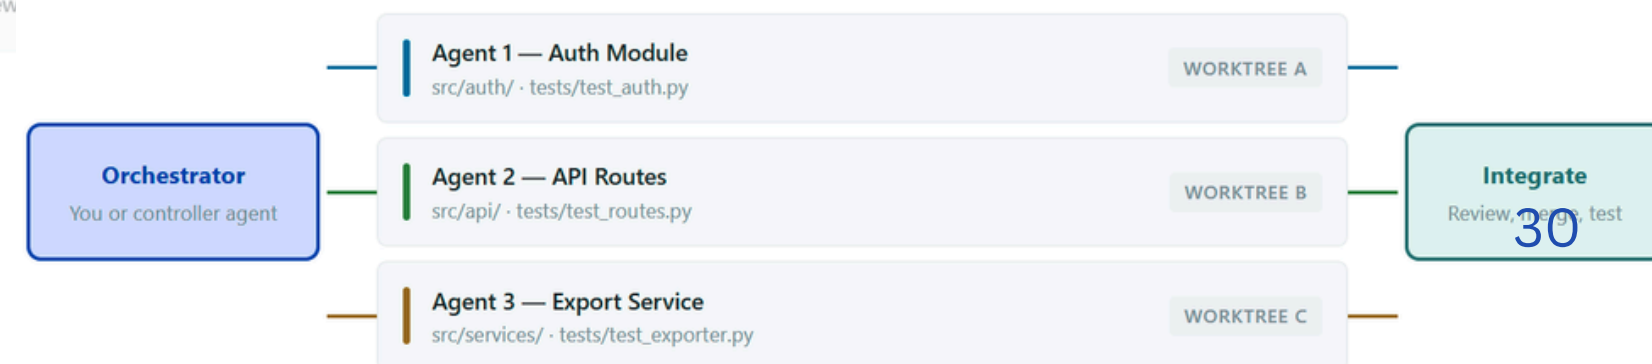 Agent 1 — Auth Module
src/auth/ · tests/test_auth.py
WORKTREE A
Orchestrator
You or controller agent
Agent 2 — API Routes
src/api/ · tests/test_routes.py
WORKTREE B
Integrate
Review, merge, test
30
Agent 3 — Export Service
src/services/ · tests/test_exporter.py
WORKTREE C